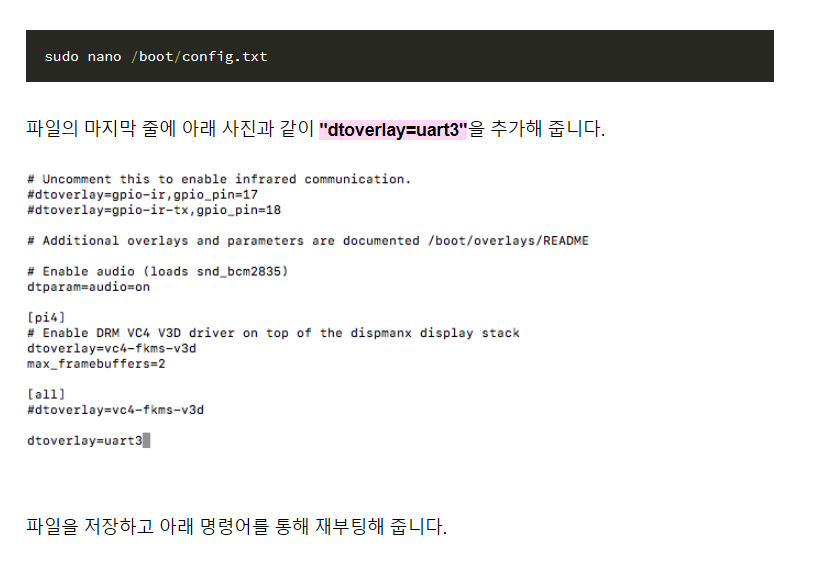 sudo nano /boot/config.txt
파일의 마지막 줄에 아래 사진과 같이 "dtoverlay=uart3"을 추가해 줍니다.
# Uncomment this to enable infrared communication.
#dtoverlay=gpio-ir,gpio_pin=17
#dtoverlay=gpio-ir-tx,gpio_pin=18
# Additional overlays and parameters are documented /boot/overlays/README
# Enable audio (loads snd_bcm2835)
dtparam=audio=on
[pi4]
# Enable DRM VC4 V3D driver on top of the dispmanx display stack
dtoverlay=vc4-fkms-v3d
max_framebuffers=2
[all]
#dtoverlay=vc4-fkms-v3d
dtoverlay=uart3
파일을 저장하고 아래 명령어를 통해 재부팅해 줍니다.